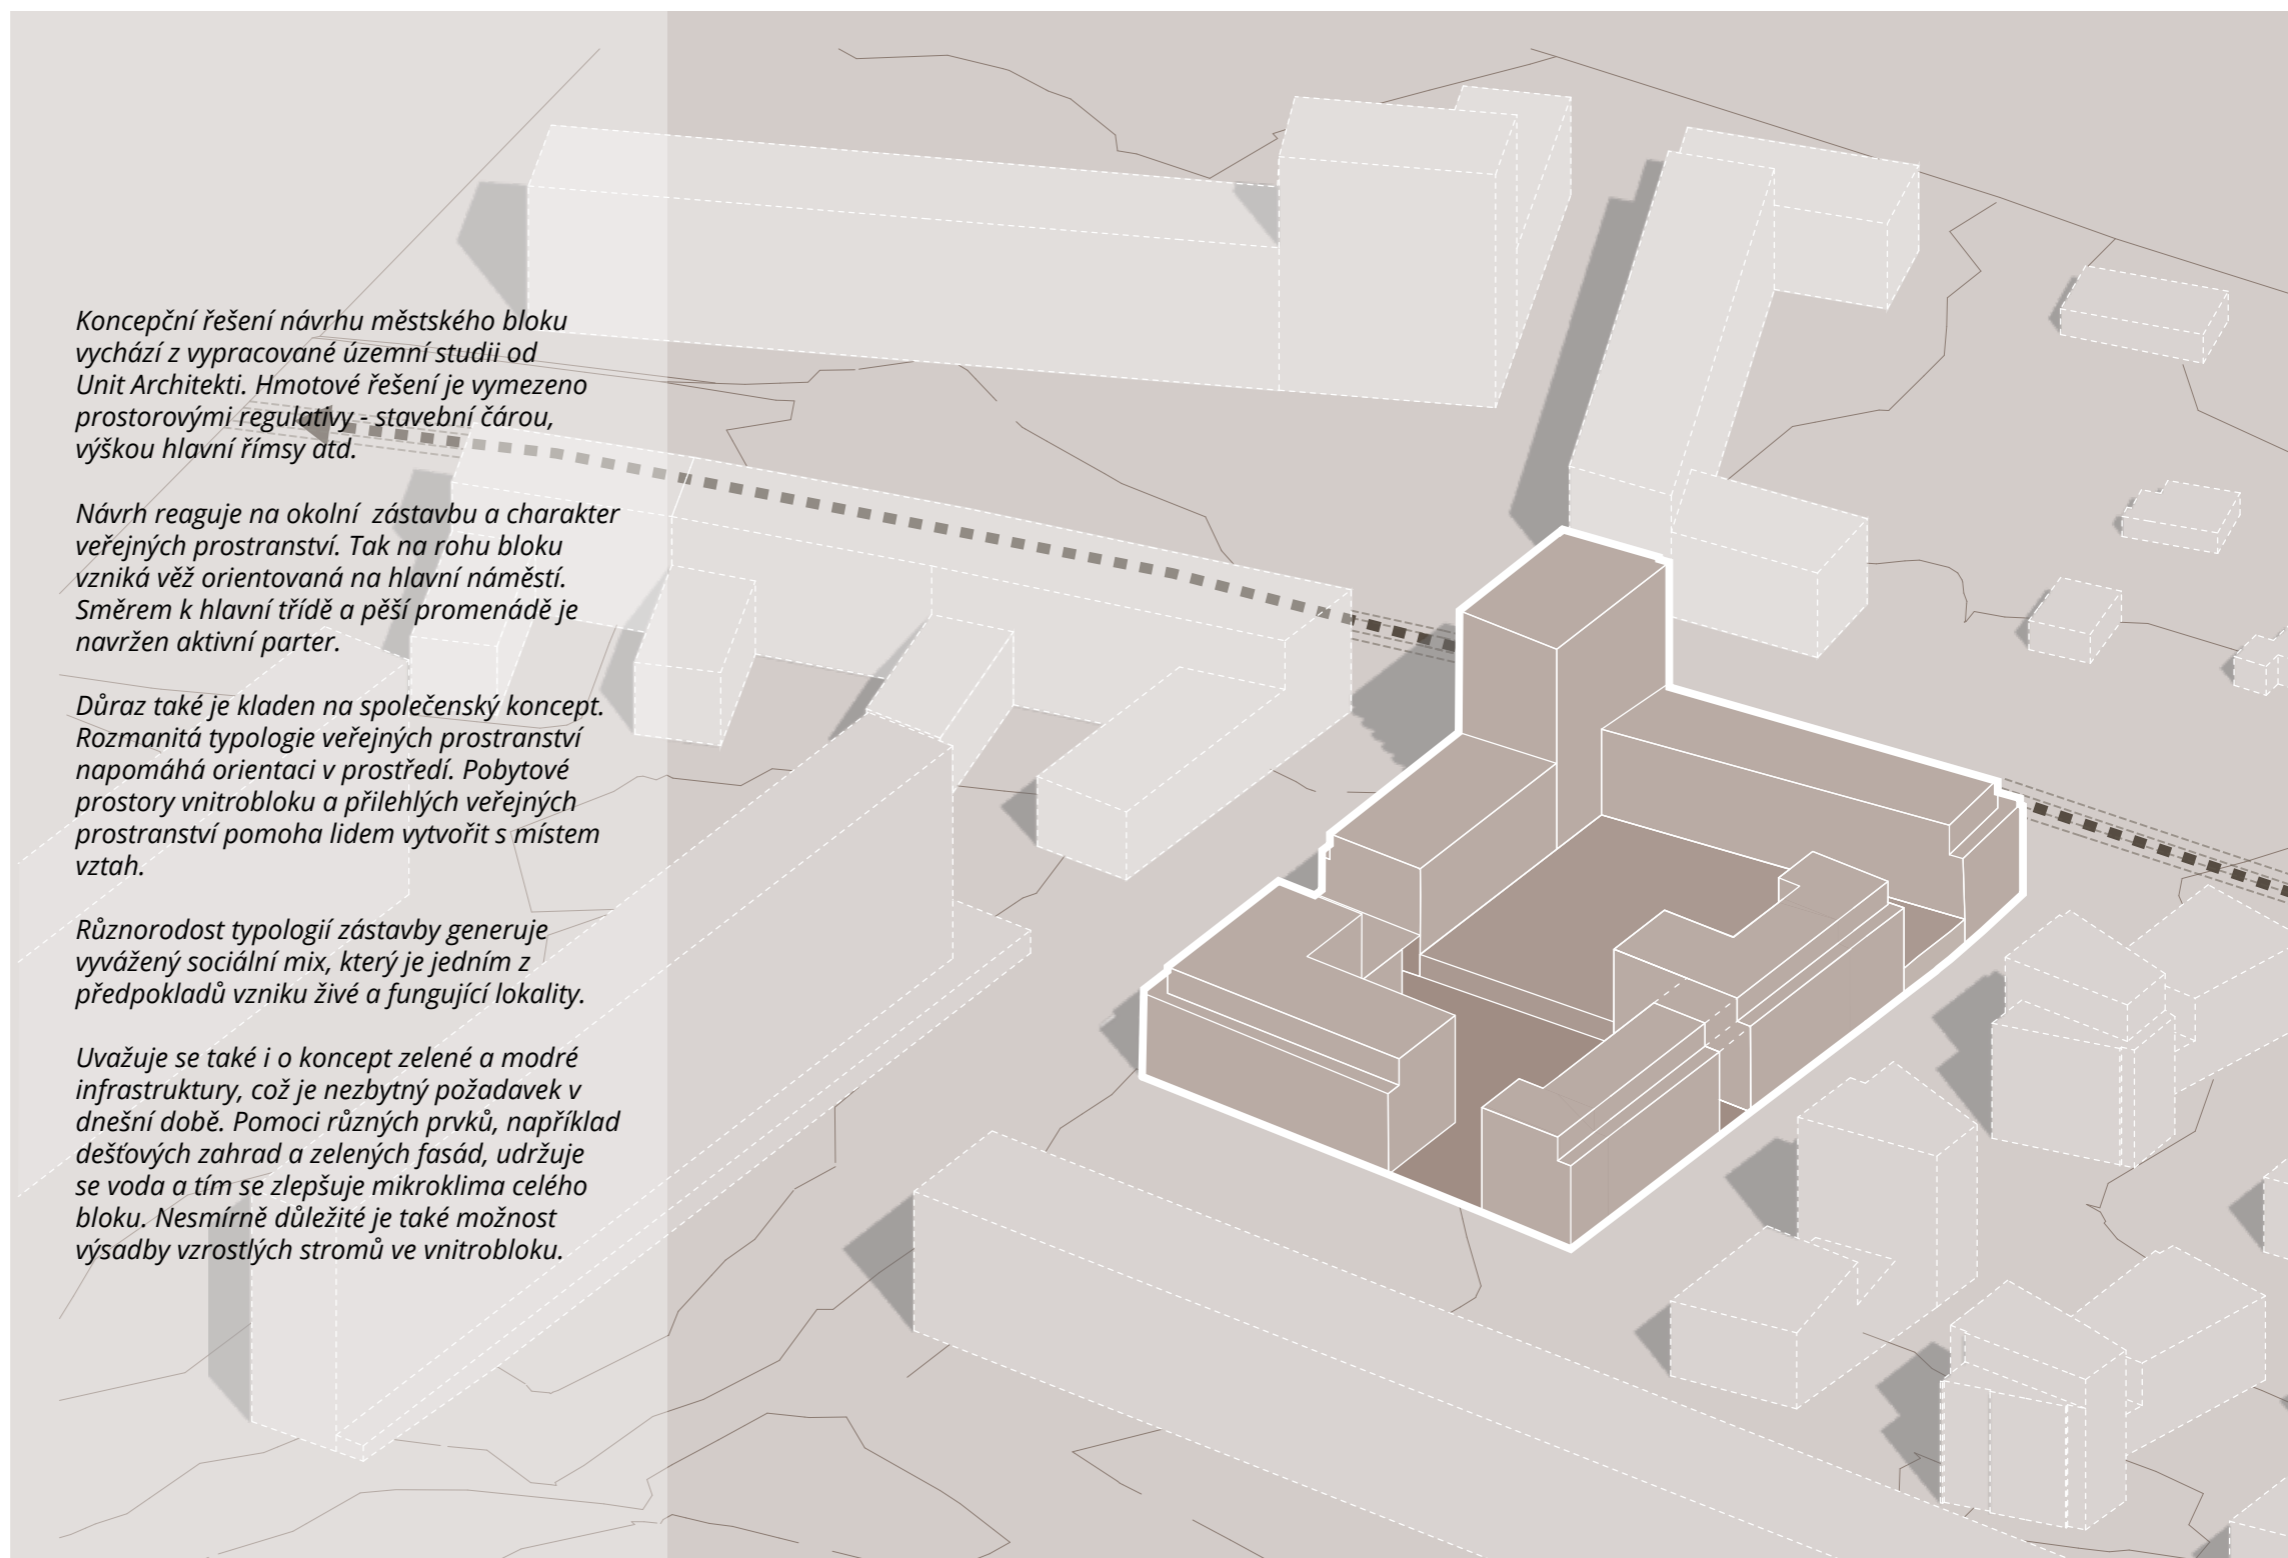 Koncepční řešení návrhu městského bloku
vychází z vypracované územní studii od
Unit Architekti. Hmotové řešení je vymezeno
prostorovými regulativy - stavební čárou,
výškou hlavní římsy dtd.
Návrh reaguje na okolní  zástavbu a charakter
veřejných prostranství. Tak na rohu bloku
vzniká věž orientovaná na hlavní náměstí.
Směrem k hlavní třídě a pěší promenádě je
navržen aktivní parter.
Důraz také je kladen na společenský koncept.
Rozmanitá typologie veřejných prostranství
napomáhá orientaci v prostředí. Pobytové
prostory vnitrobloku a přilehlých veřejných
prostranství pomoha lidem vytvořit s místem
vztah.
Různorodost typologií zástavby generuje
vyvážený sociální mix, který je jedním z
předpokladů vzniku živé a fungující lokality.
Uvažuje se také i o koncept zelené a modré
infrastruktury, což je nezbytný požadavek v
dnešní době. Pomoci různých prvků, například
dešťových zahrad a zelených fasád, udržuje
se voda a tím se zlepšuje mikroklima celého
bloku. Nesmírně důležité je také možnost
výsadby vzrostlých stromů ve vnitrobloku.